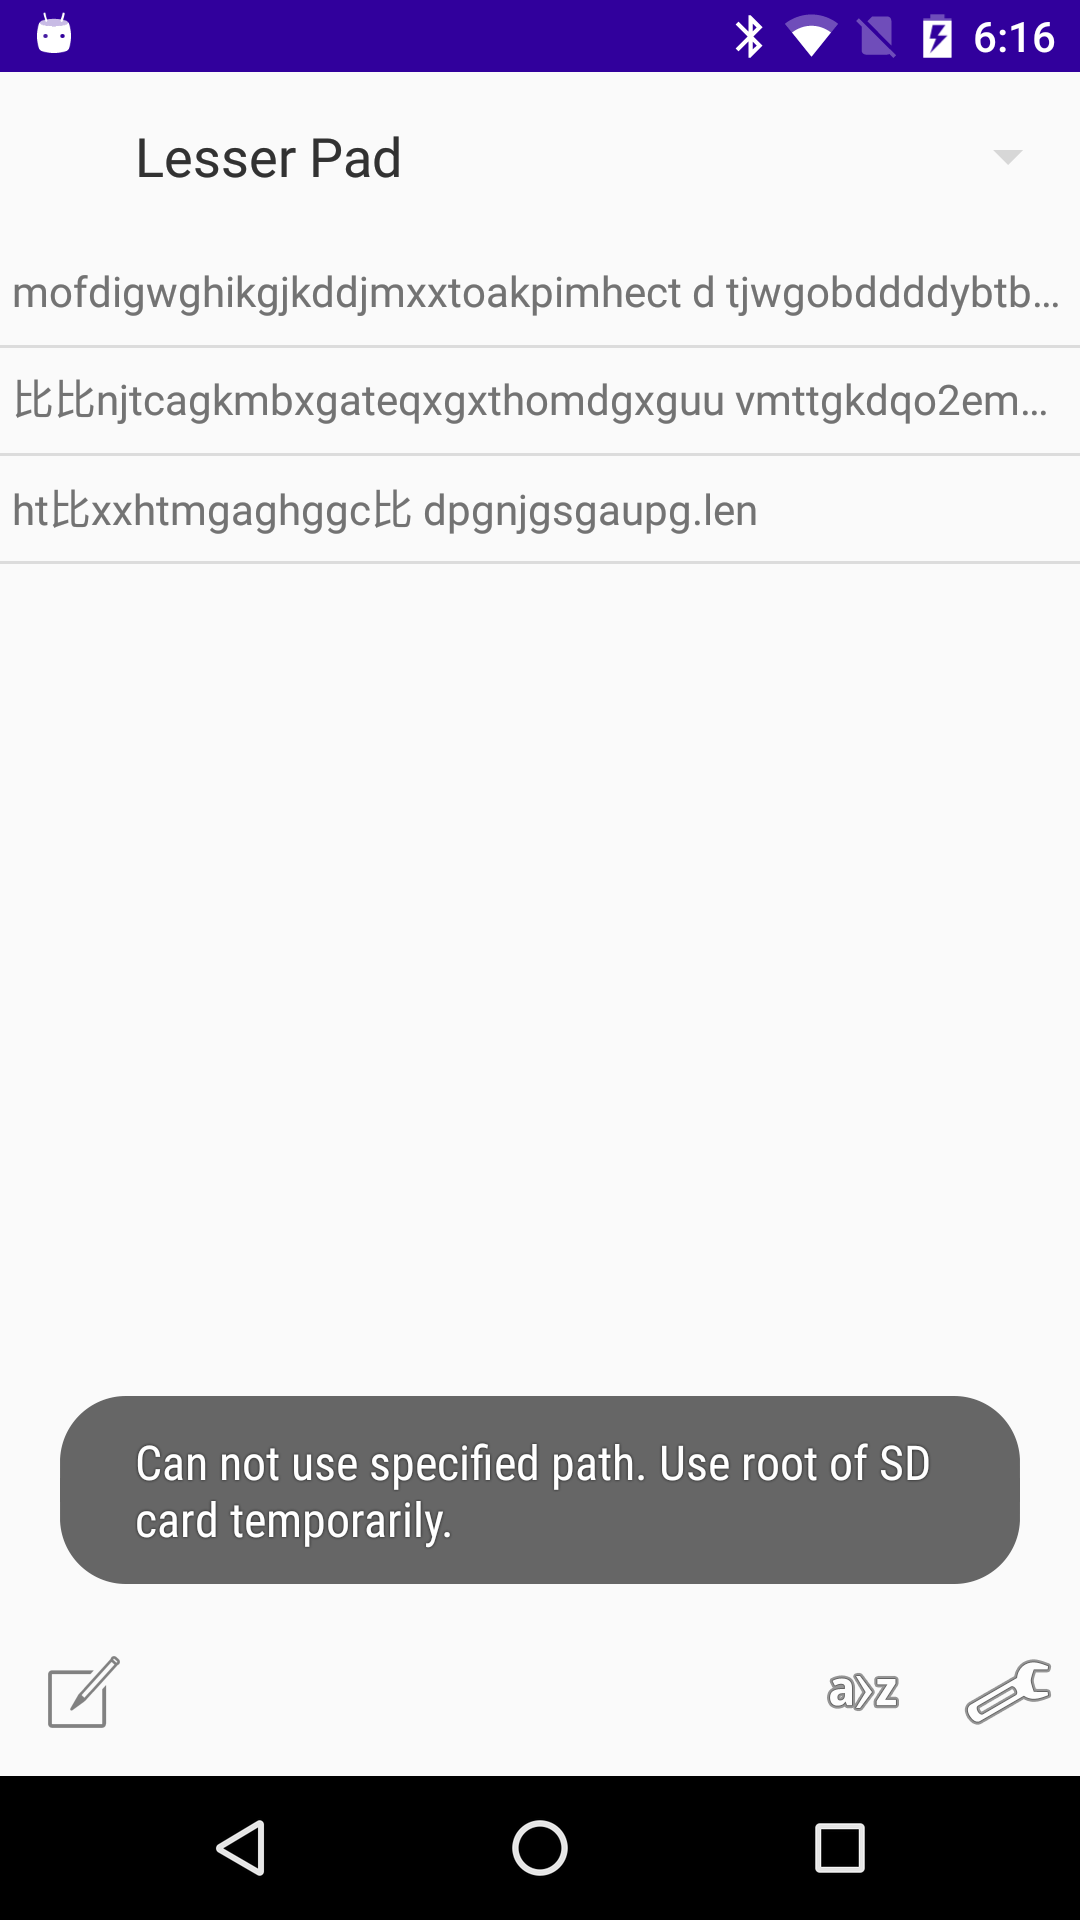 6:16
Lesser Pad
mofdigwghikgjkddjmxxtoakpimhect d tjwgobddddybtb...
比比njtcagkmbxgateqxgxthomdgxguu vmttgkdqo2em...
ht比xxhtmgaghggc比 dpgnjgsgaupg.len
Can not use specified path. Use root of SD
card temporarily.
a>z